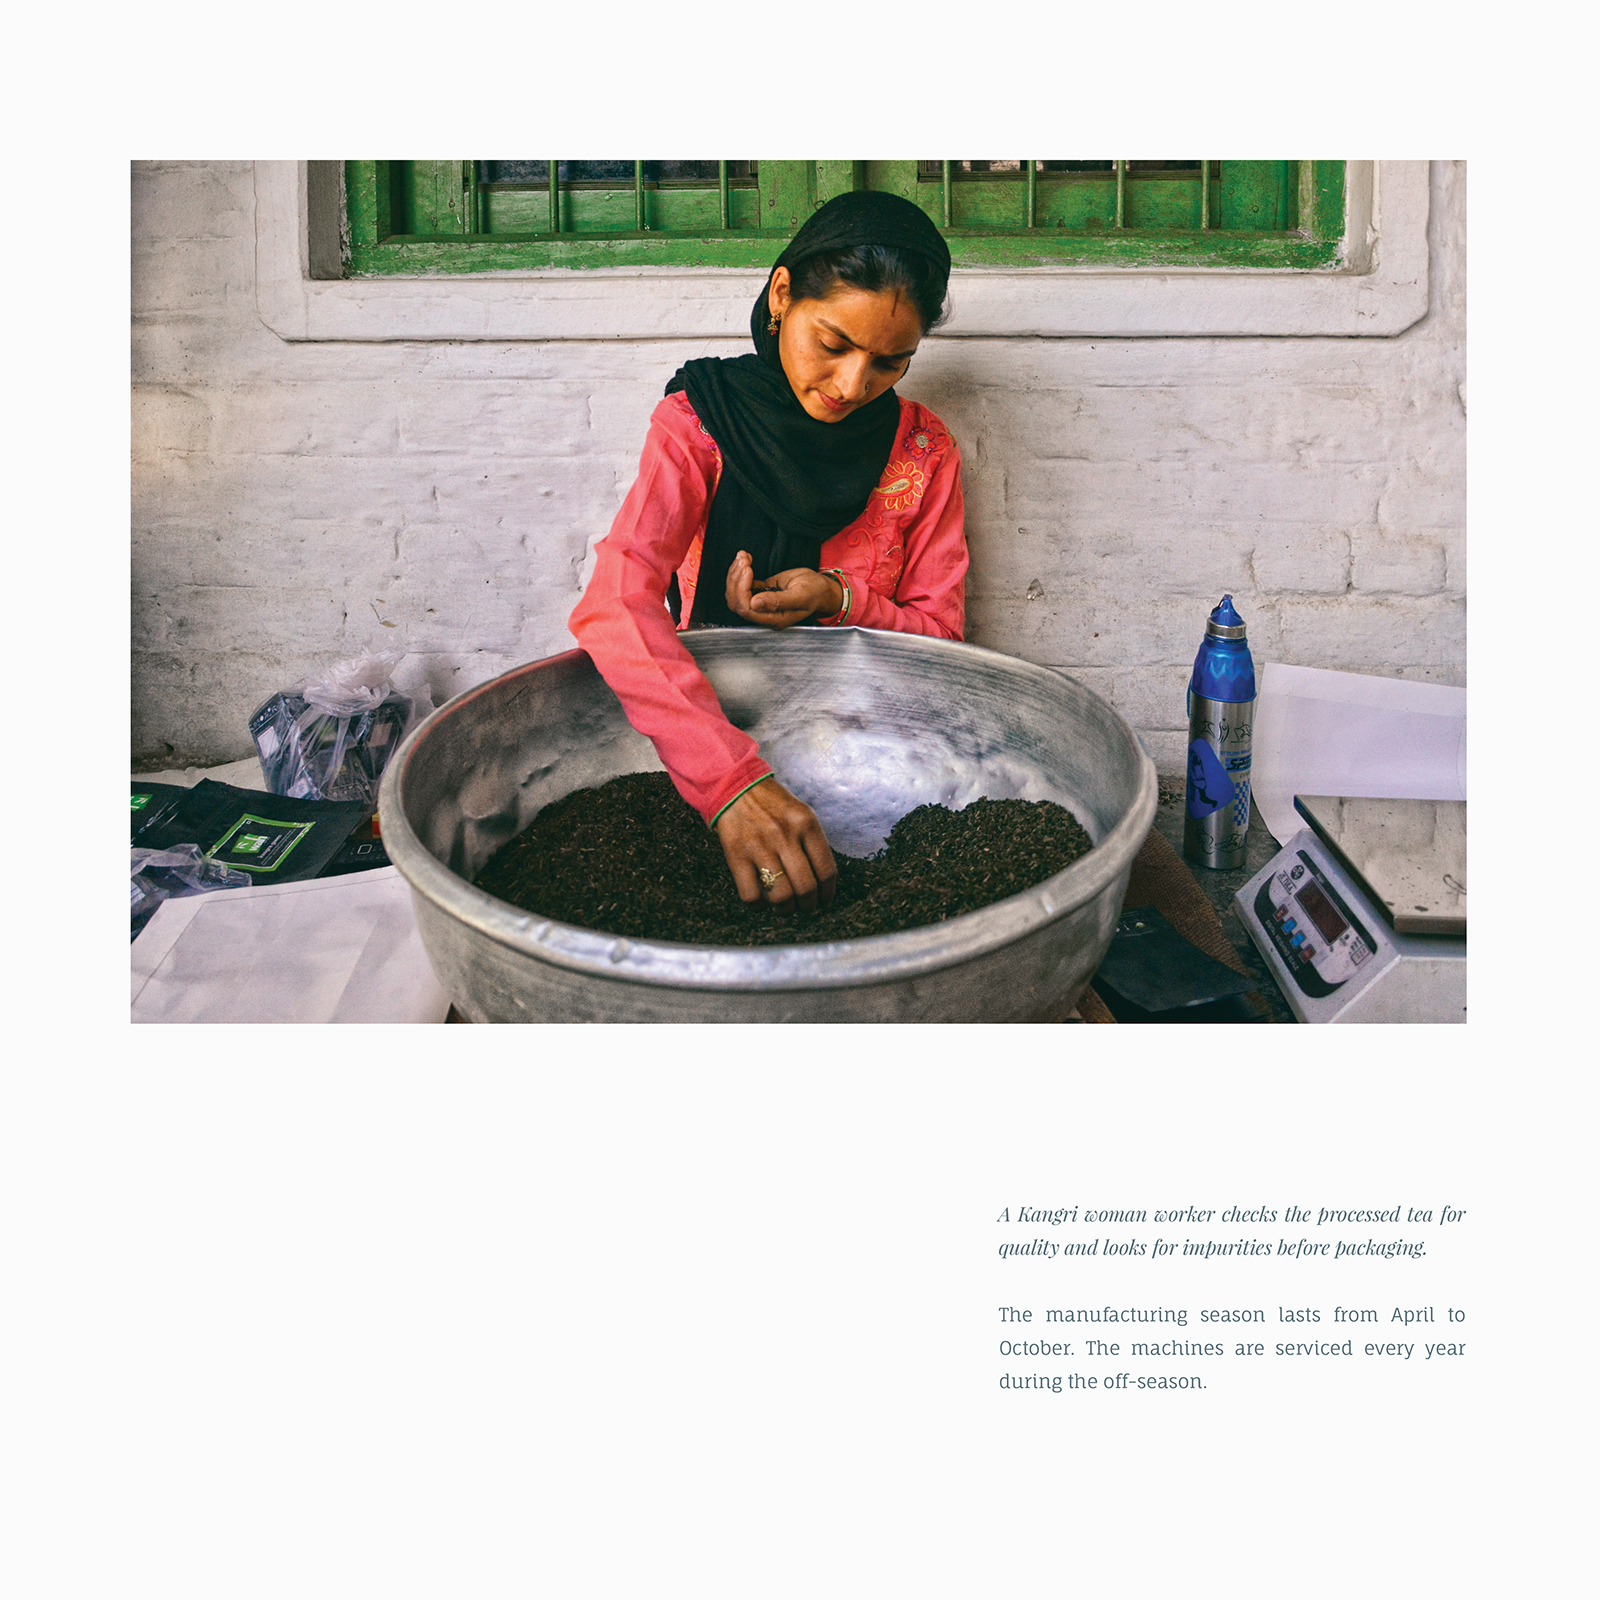 A Kangri woman worker checks the processed tea for
quality and looks for impurities before packaging.
The manufacturing season lasts from April to
October. The machines are serviced every year
during the off-season.